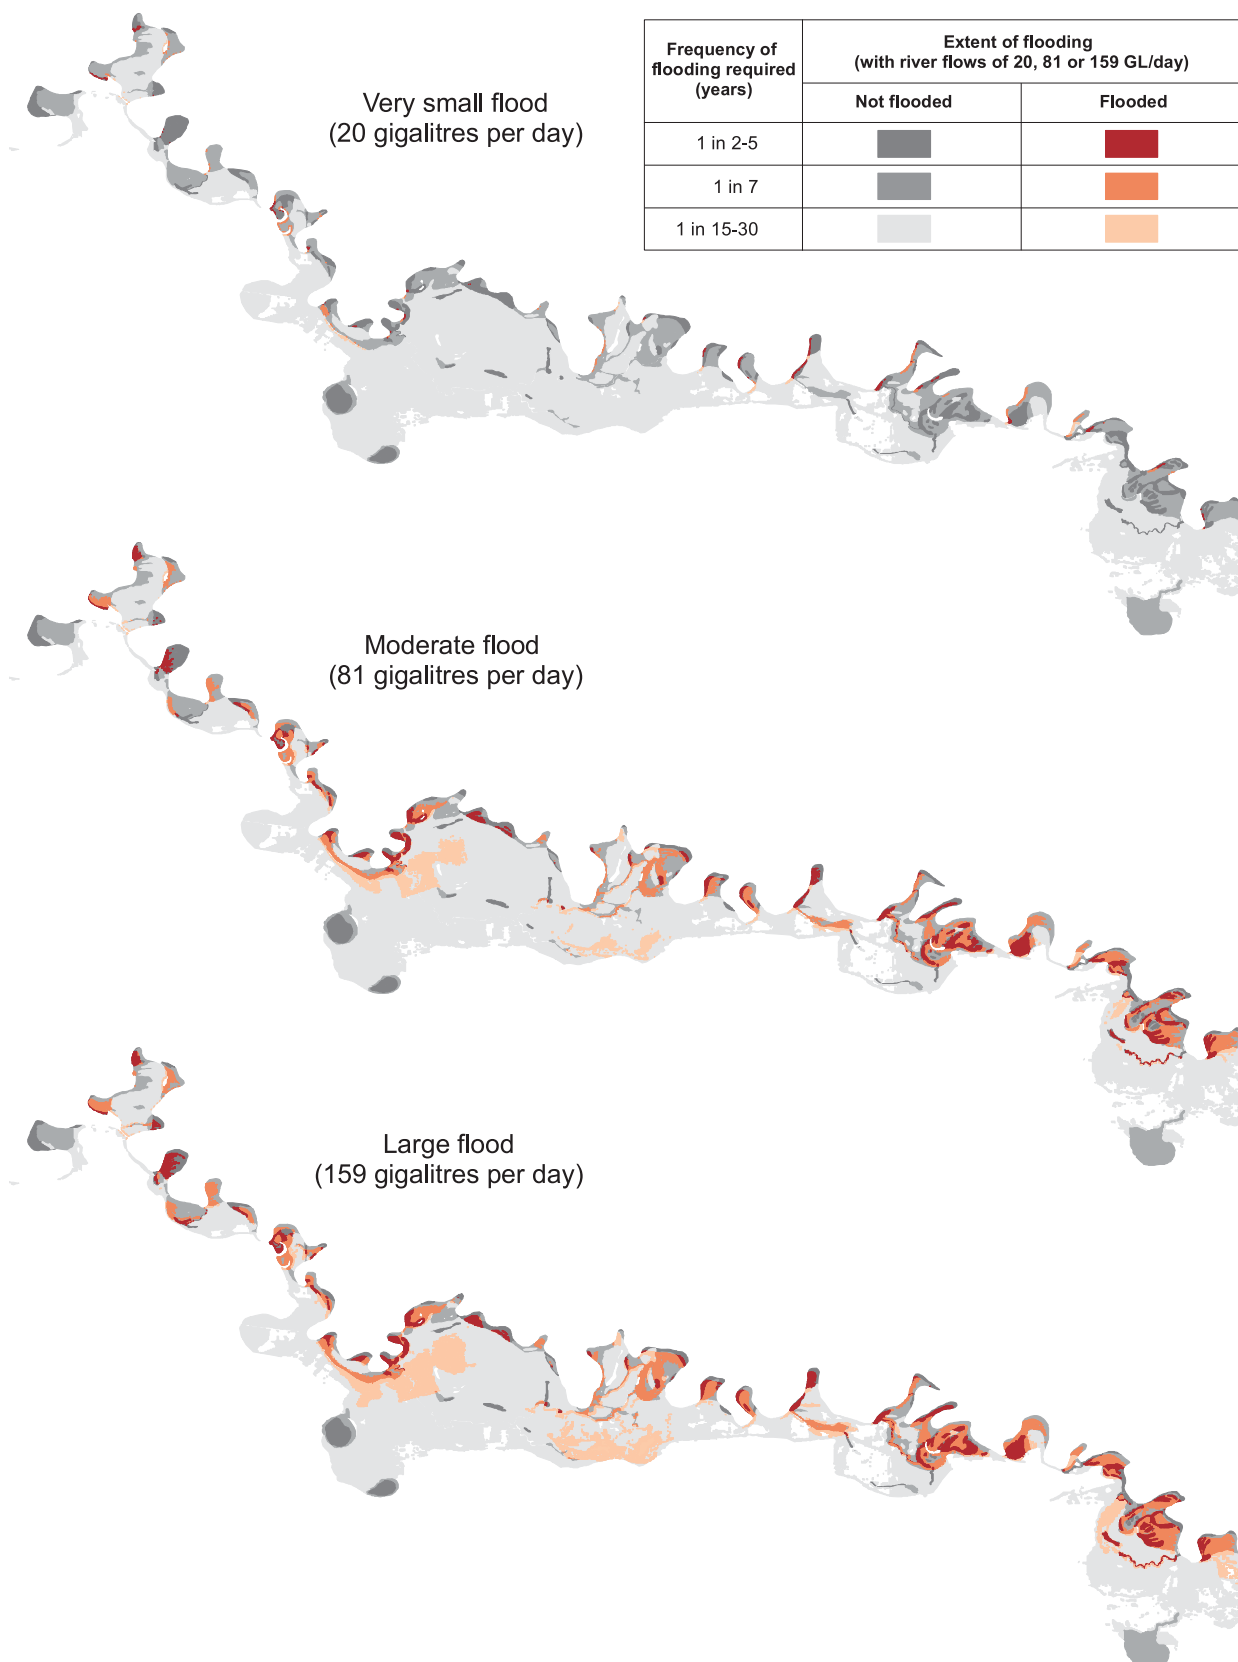 Frequency of
flooding required
(years)
Extent of flooding
(with river flows of 20, 81 or 159 GL/day)
Not flooded
Flooded
1 in 2-5
1 in 7
1 in 15-30
Very small flood
(20 gigalitres per day)
Moderate flood
(81 gigalitres per day)
Large flood
(159 gigalitres per day)